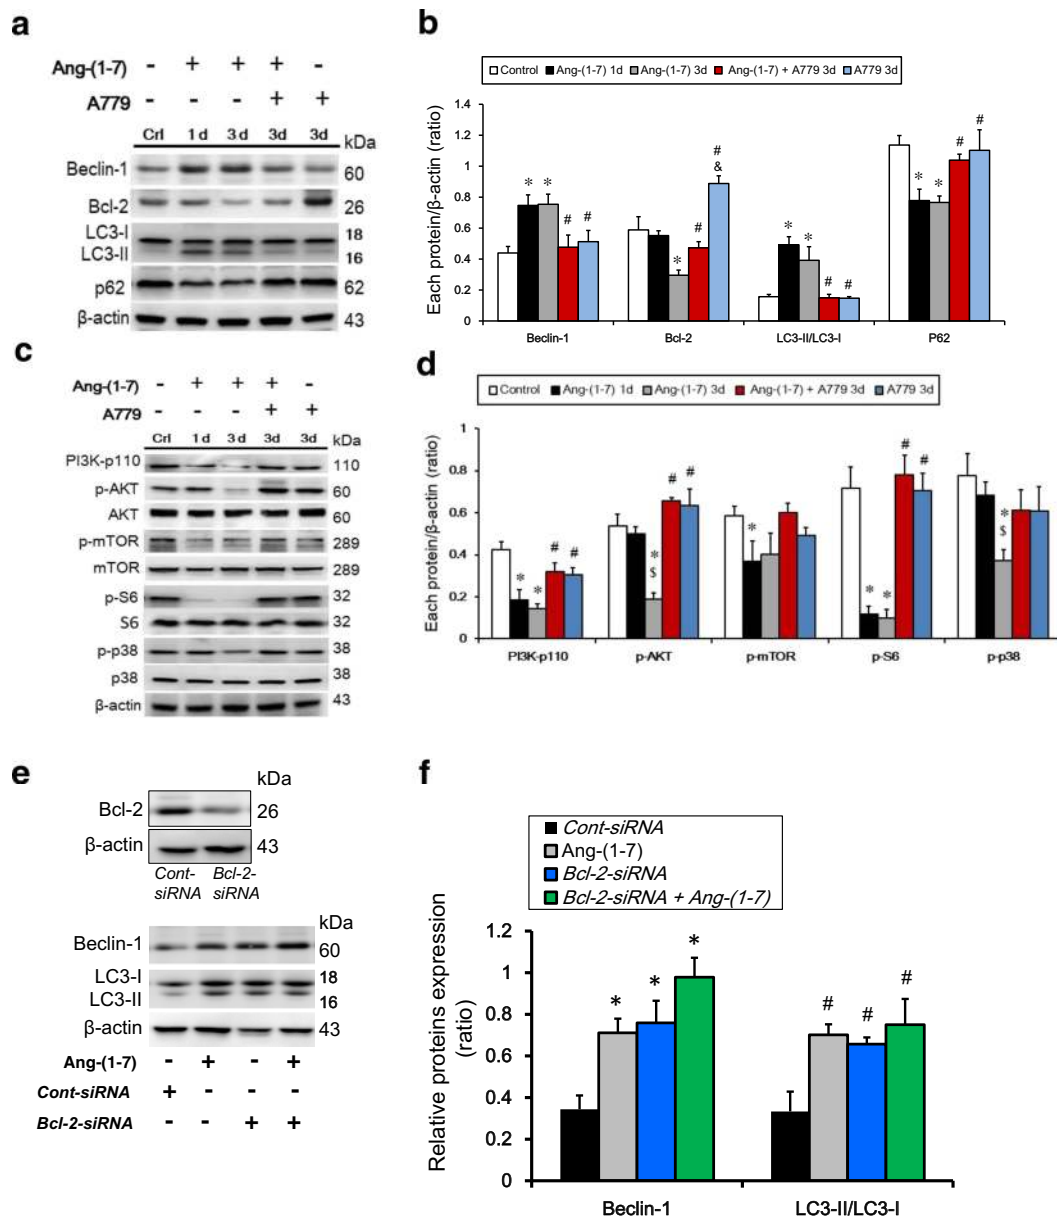 a
Ang-(1-7) - + + + -
A779 - - - + +
Crl 1 d 3 d 3d 3d kDa
Beclin-1 60
Bcl-2 26
LC3-I 18
LC3-II 16
p62 62
β-actin 43
b
Control Ang-(1-7) 1d Ang-(1-7) 3d Ang-(1-7) + A779 3d A779 3d
Each protein/β-actin (ratio)
1.4
1.2
1
0.8
0.6
0.4
0.2
0
* * # #
* # # &
* * # #
* * # #
Beclin-1 Bcl-2 LC3-II/LC3-I P62
c
Ang-(1-7) - + + + -
A779 - - - + +
Crl 1 d 3 d 3d 3d kDa
PI3K-p110 110
p-AKT 60
AKT 60
p-mTOR 289
mTOR 289
p-S6 32
S6 32
p-p38 38
p38 38
β-actin 43
d
Control Ang-(1-7) 1d Ang-(1-7) 3d Ang-(1-7) + A779 3d A779 3d
Each protein/β-actin (ratio)
1
0.8
0.6
0.4
0.2
0
* * # #
* $ # #
*
* * # #
* $
PI3K-p110 p-AKT p-mTOR p-S6 p-p38
e
kDa
Bcl-2 26
β-actin 43
Cont- Bcl-2-
siRNA siRNA
kDa
Beclin-1 60
LC3-I 18
LC3-II 16
β-actin 43
Ang-(1-7) - + - +
Cont-siRNA + - - -
Bcl-2-siRNA - - + +
f
Cont-siRNA
Ang-(1-7)
Bcl-2-siRNA
Bcl-2-siRNA + Ang-(1-7)
Relative proteins expression
(ratio)
1.2
1
0.8
0.6
0.4
0.2
0
* * *
# # #
Beclin-1 LC3-II/LC3-I